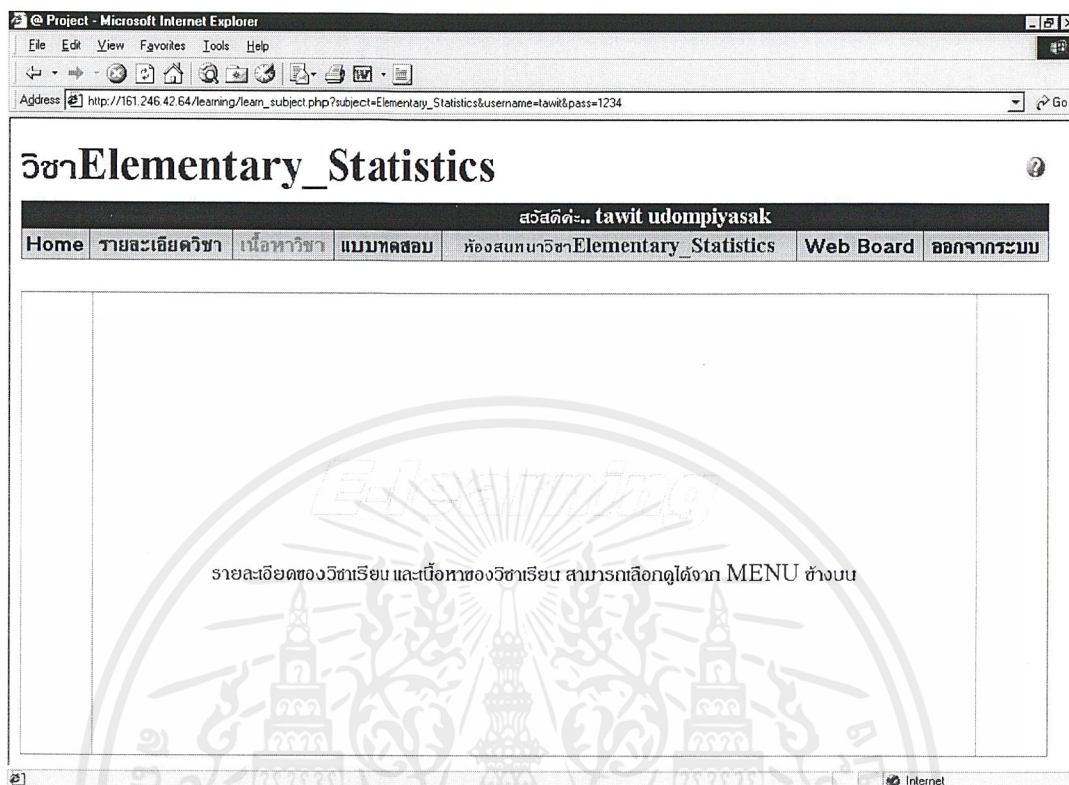 @ Project - Microsoft Internet Explorer
File Edit View Favorites Tools Help
Address http://161.246.42.64/learning/learn_subject.php?subject=Elementary_Statistics&username=tawit&pass=1234 Go
วิชาElementary_Statistics
สวัสดีค่ะ.. tawit udompiyasak
Home รายละเอียดวิชา เนื้อหาวิชา แบบทดสอบ ห้องสนทนาวิชาElementary_Statistics Web Board ออกจากระบบ
E-learning
รายละเอียดของวิชาเรียน และเนื้อหาของวิชาเรียน สามารถเลือกดูได้จาก MENU ข้างบน
Internet